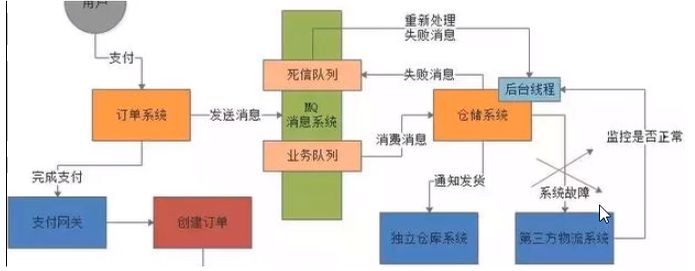 用户
支付
重新处理
失败消息
死信队列
失败消息
后台线程
订单系统
发送消息
MQ
消息系统
仓储系统
监控是否正常
消费消息
业务队列
完成支付
通知发货
系统故障
支付网关
创建订单
独立仓库系统
第三方物流系统